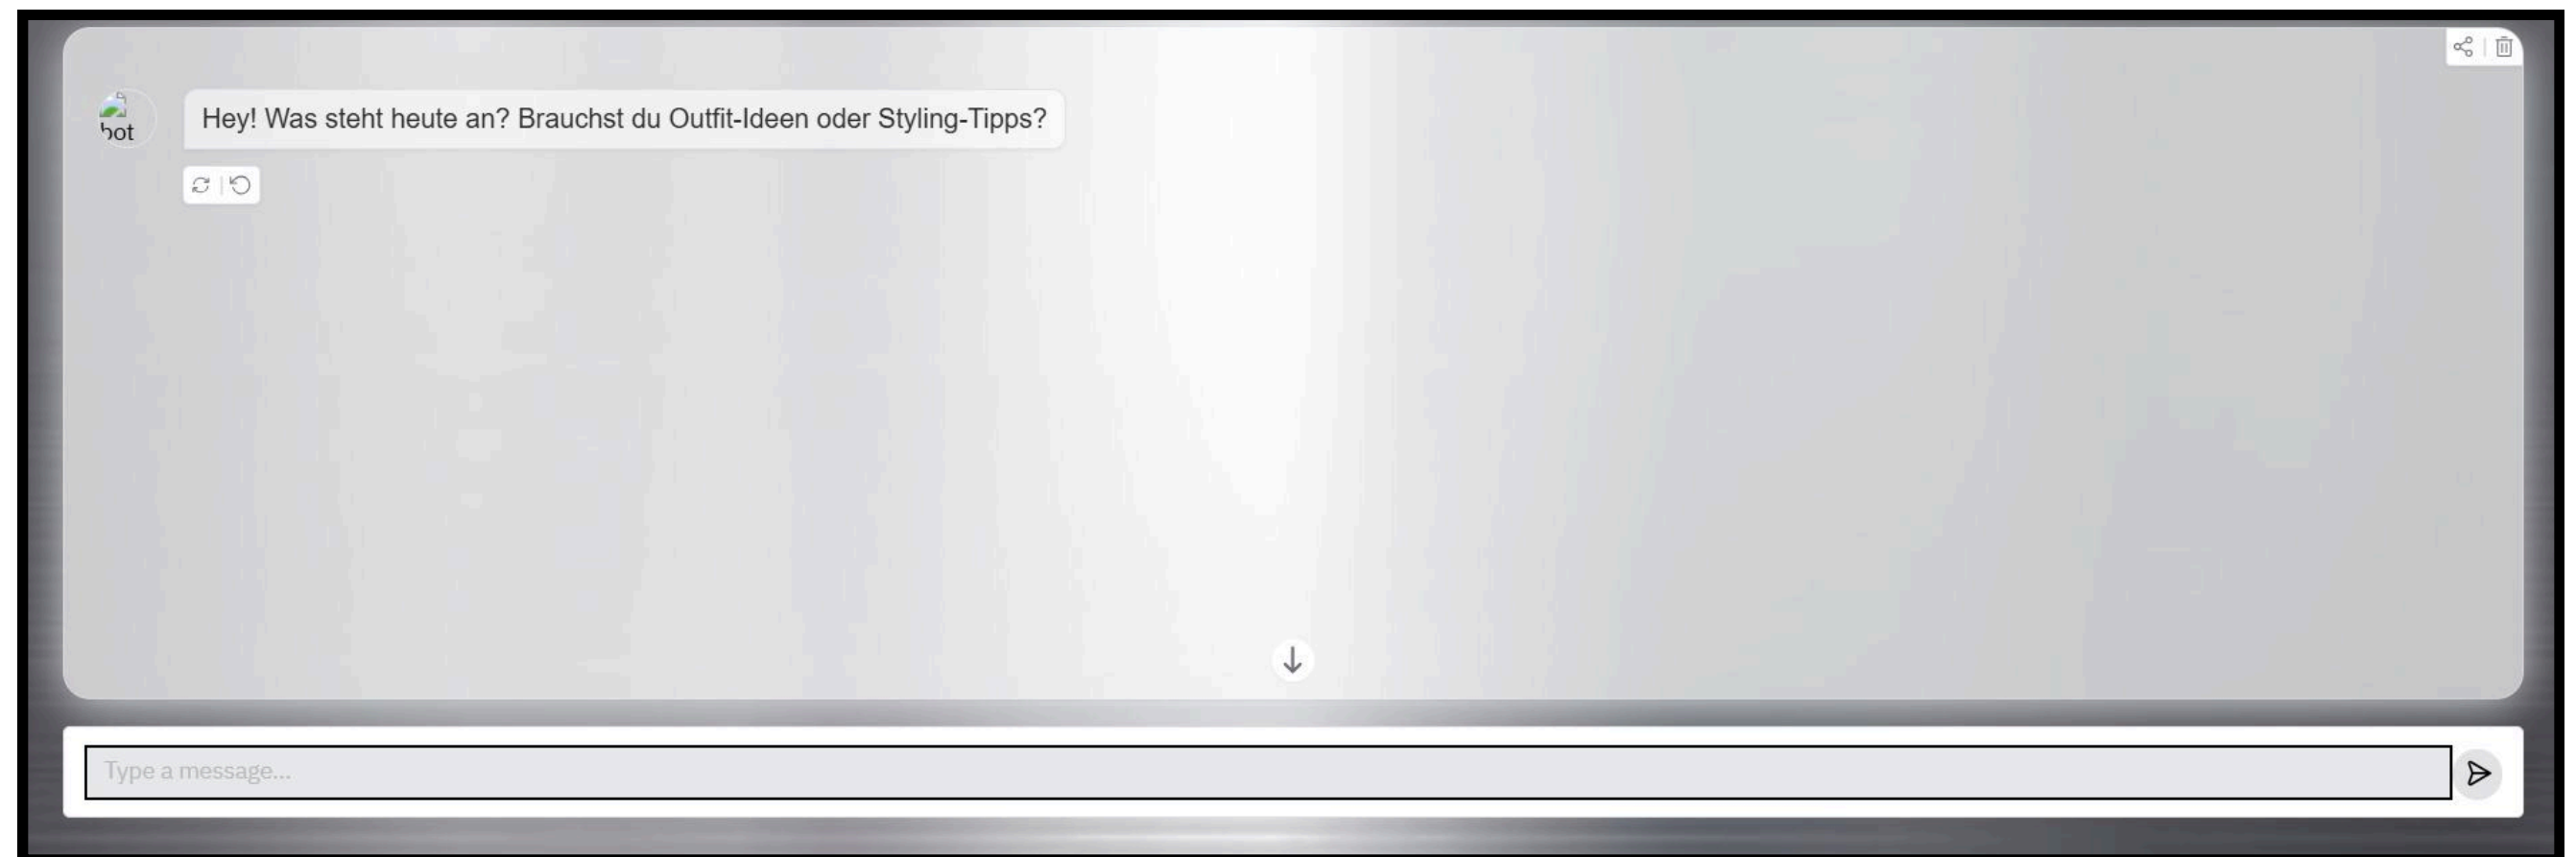 bot
Hey! Was steht heute an? Brauchst du Outfit-Ideen oder Styling-Tipps?
Type a message...